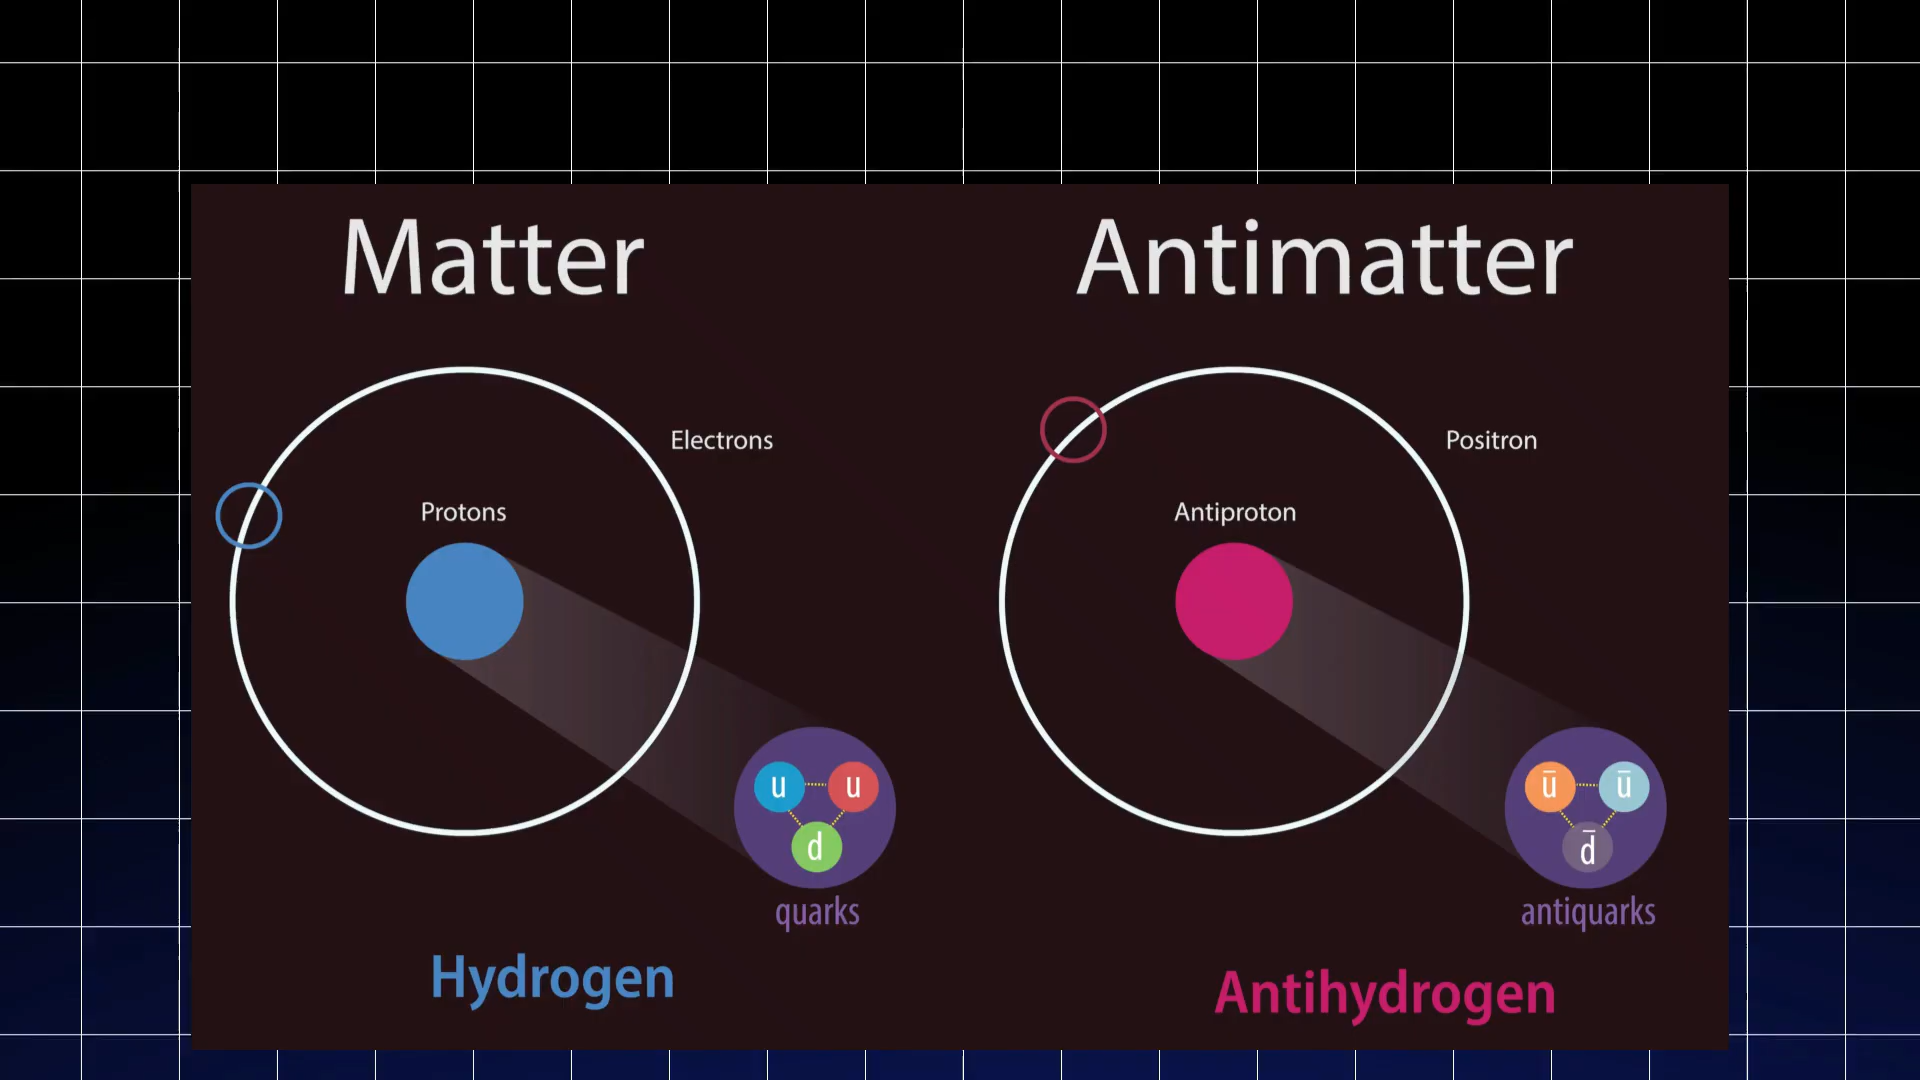 Matter
Antimatter
Electrons
Positron
Protons
Antiproton
u u
d
ū ū
d̄
quarks
antiquarks
Hydrogen
Antihydrogen